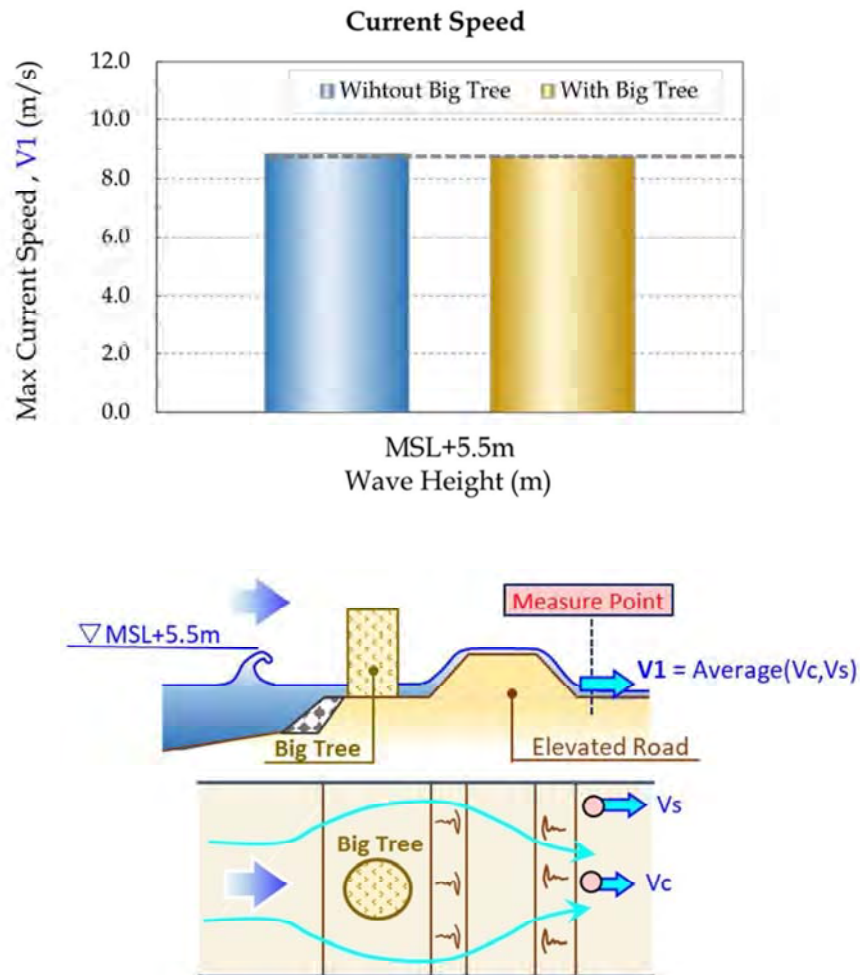 Current Speed
Max Current Speed , V1 (m/s)
12.0
10.0
8.0
6.0
4.0
2.0
0.0
Wihtout Big Tree
With Big Tree
MSL+5.5m
Wave Height (m)
Measure Point
▽ MSL+5.5m
V1 = Average(Vc,Vs)
Big Tree
Elevated Road
Vs
Big Tree
Vc